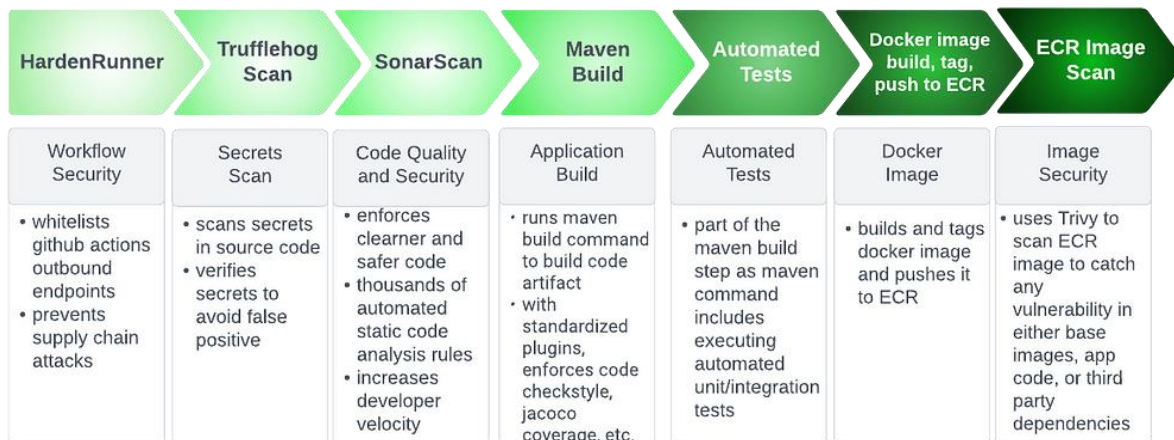 HardenRunner
Trufflehog
Scan
SonarScan
Maven
Build
Automated
Tests
Docker image
build, tag,
push to ECR
ECR Image
Scan
Workflow
Security
• whitelists
github actions
outbound
endpoints
• prevents
supply chain
attacks
Secrets
Scan
• scans secrets
in source code
• verifies
secrets to
avoid false
positive
Code Quality
and Security
• enforces
clearner and
safer code
• thousands of
automated
static code
analysis rules
• increases
developer
velocity
Application
Build
• runs maven
build command
to build code
artifact
• with
standardized
plugins,
enforces code
checkstyle,
jacoco
coverage, etc.
Automated
Tests
• part of the
maven build
step as maven
command
includes
executing
automated
unit/integration
tests
Docker
Image
• builds and tags
docker image
and pushes it
to ECR
Image
Security
• uses Trivy to
scan ECR
image to catch
any
vulnerability in
either base
images, app
code, or third
party
dependencies